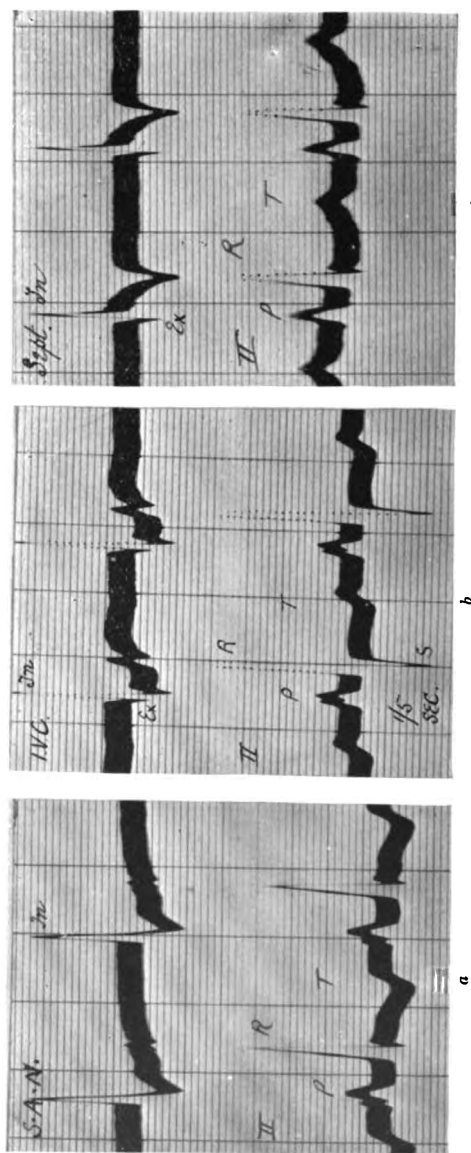 S.A.N.
In
II
P
R
T
a
I.V.C.
In
Ex
II
P
R
T
S
1/5
SEC.
b
Sept.
In
Ex
II
P
R
T